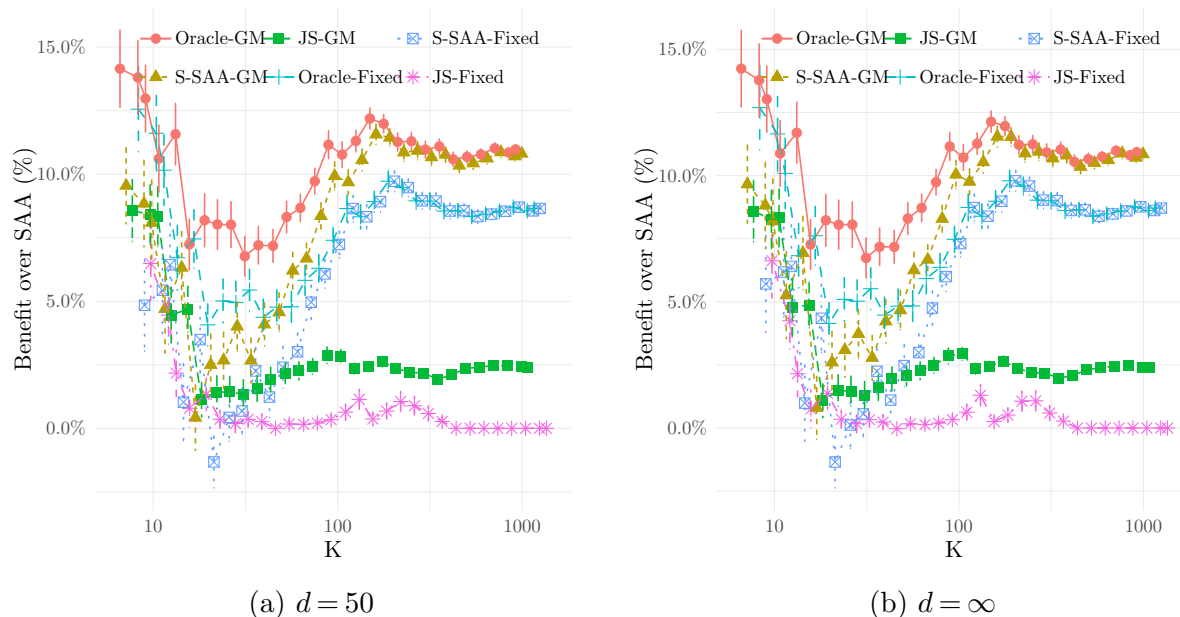 Benefit over SAA (%)
15.0%
10.0%
5.0%
0.0%
Oracle-GM JS-GM S-SAA-Fixed
S-SAA-GM Oracle-Fixed JS-Fixed
10 100 1000
K
(a) d = 50
Benefit over SAA (%)
15.0%
10.0%
5.0%
0.0%
Oracle-GM JS-GM S-SAA-Fixed
S-SAA-GM Oracle-Fixed JS-Fixed
10 100 1000
K
(b) d = ∞